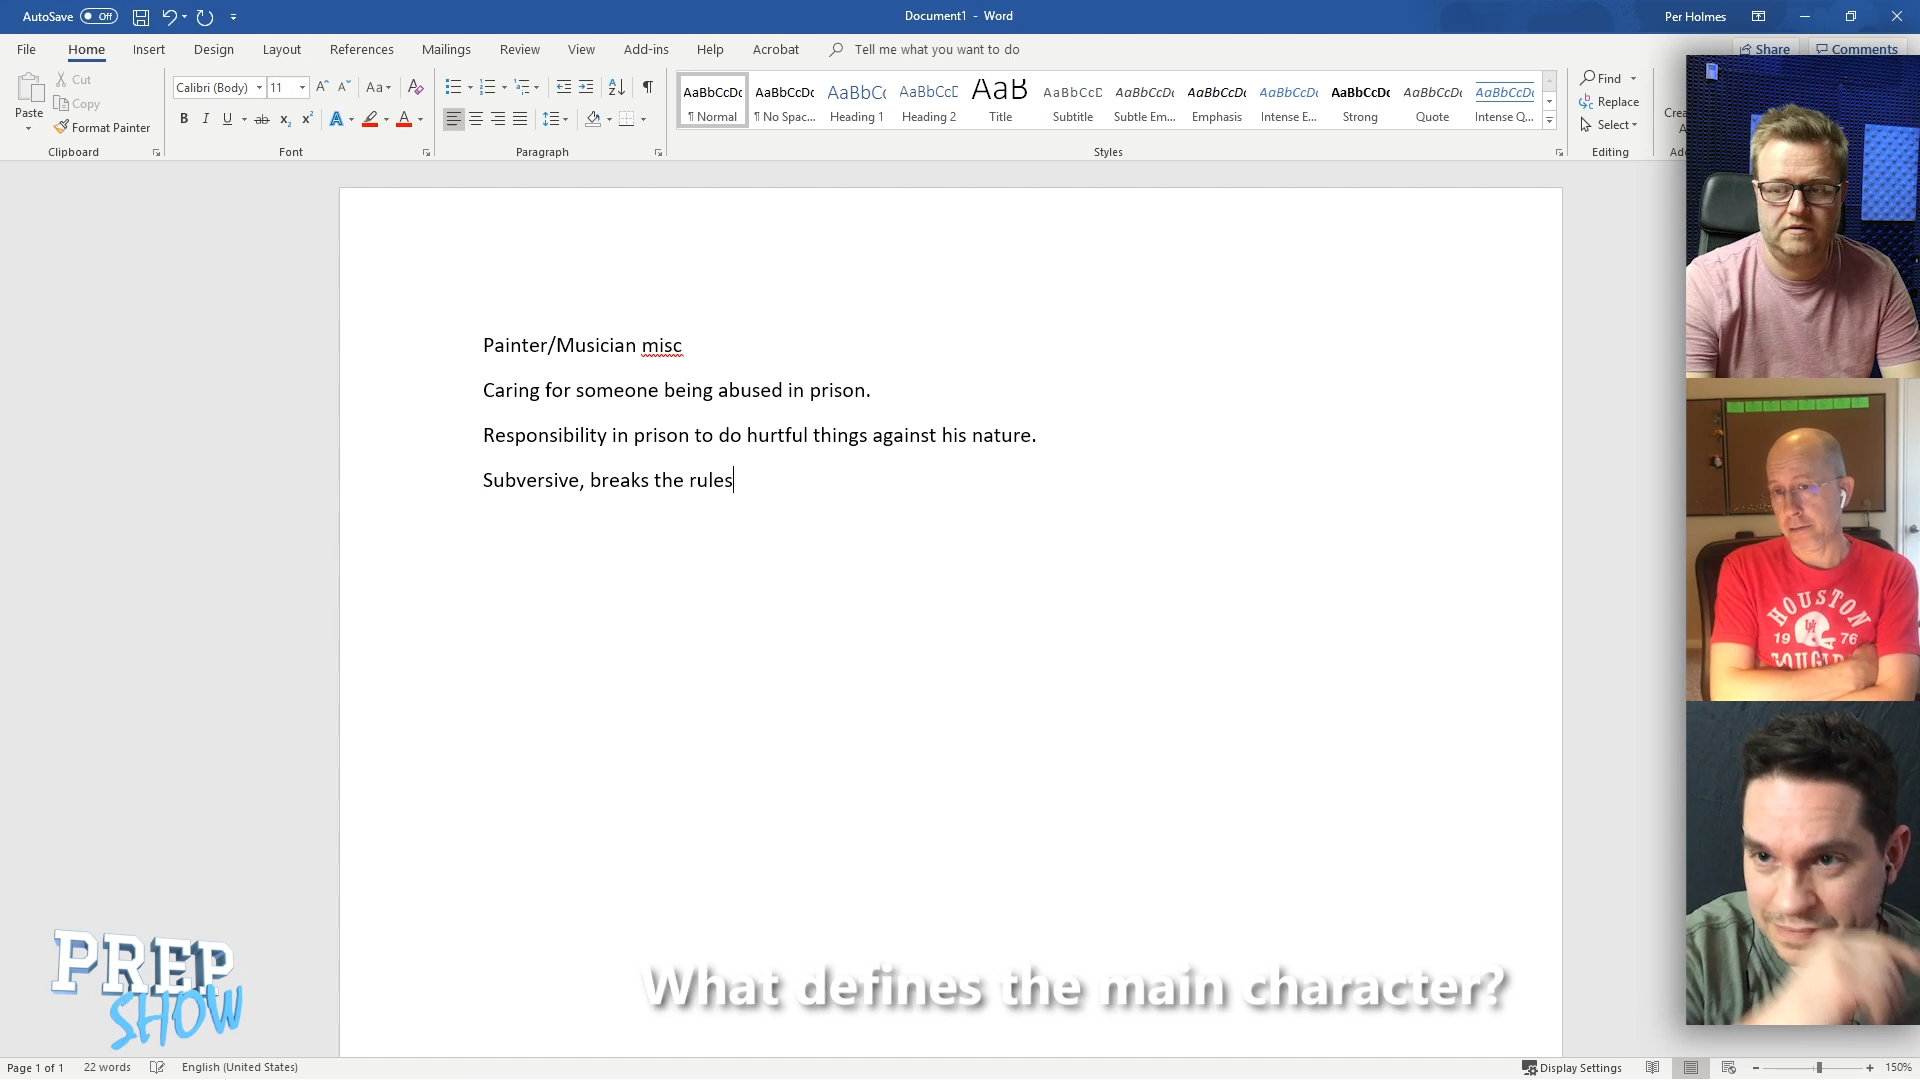 AutoSave Off
Document1 - Word
Per Holmes
File Home Insert Design Layout References Mailings Review View Add-ins Help Acrobat Tell me what you want to do
Share Comments
Paste
Cut
Copy
Format Painter
Clipboard
Calibri (Body) 11
Font
Paragraph
AaBbCcDc AaBbCcDc AaBbCc AaBbCcD AaB AaBbCcD AaBbCcDc AaBbCcDc AaBbCcDc AaBbCcDc AaBbCcDc AaBbCcDc
¶ Normal ¶ No Spac... Heading 1 Heading 2 Title Subtitle Subtle Em... Emphasis Intense E... Strong Quote Intense Q...
Styles
Find
Replace
Select
Editing
Painter/Musician misc
Caring for someone being abused in prison.
Responsibility in prison to do hurtful things against his nature.
Subversive, breaks the rules
HOUSTON
19 76
PREP
SHOW
What defines the main character?
Page 1 of 1 22 words English (United States)
Display Settings 150%